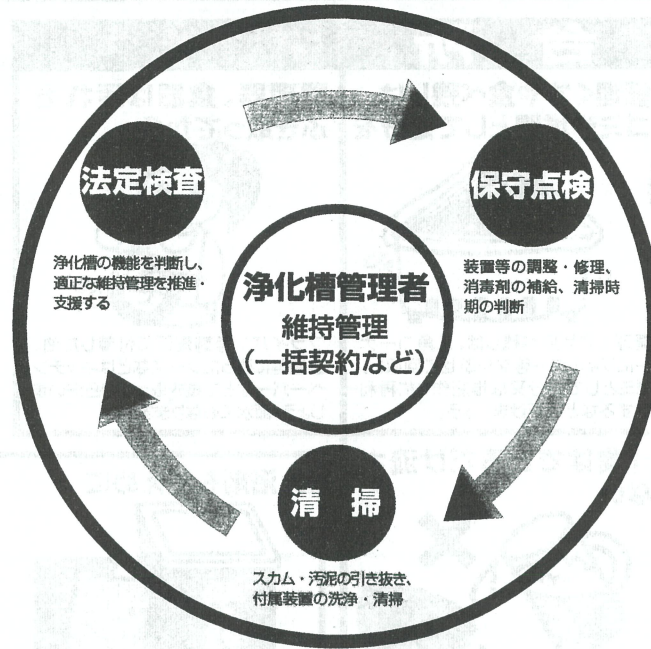 法定検査
浄化槽の機能を判断し、
適正な維持管理を推進・
支援する
保守点検
装置等の調整・修理、
消毒剤の補給、清掃時
期の判断
浄化槽管理者
維持管理
（一括契約など）
清　掃
スカム・汚泥の引き抜き、
付属装置の洗浄・清掃